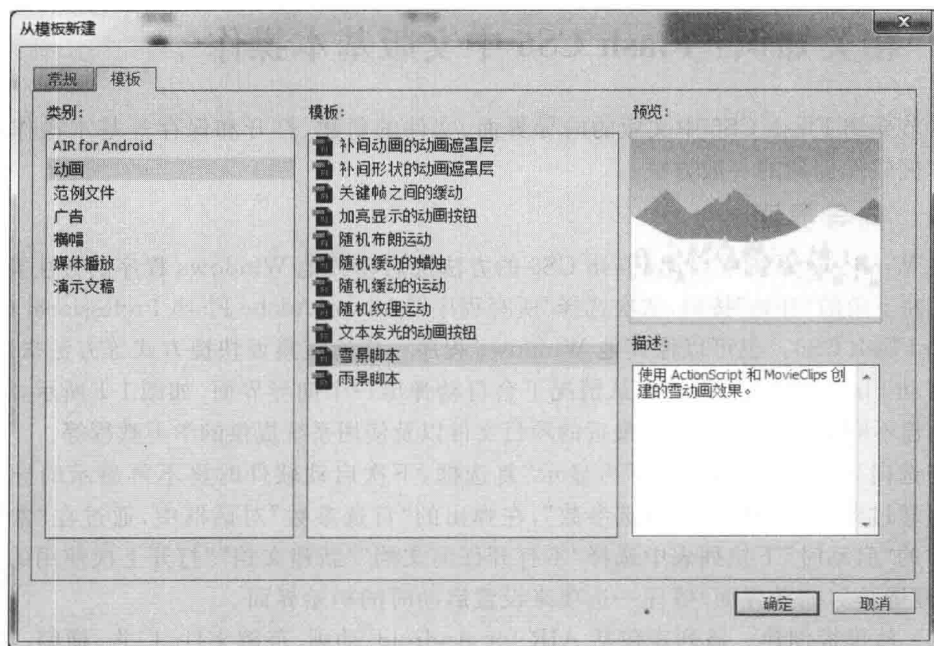 从模板新建
常规
模板
类别:
AIR for Android
动画
范例文件
广告
横幅
媒体播放
演示文稿
模板:
补间动画的动画遮罩层
补间形状的动画遮罩层
关键帧之间的缓动
加亮显示的动画按钮
随机布朗运动
随机缓动的蜡烛
随机缓动的运动
随机纹理运动
文本发光的动画按钮
雪景脚本
雨景脚本
预览:
描述:
使用 ActionScript 和 MovieClips 创
建的雪动画效果。
确定
取消